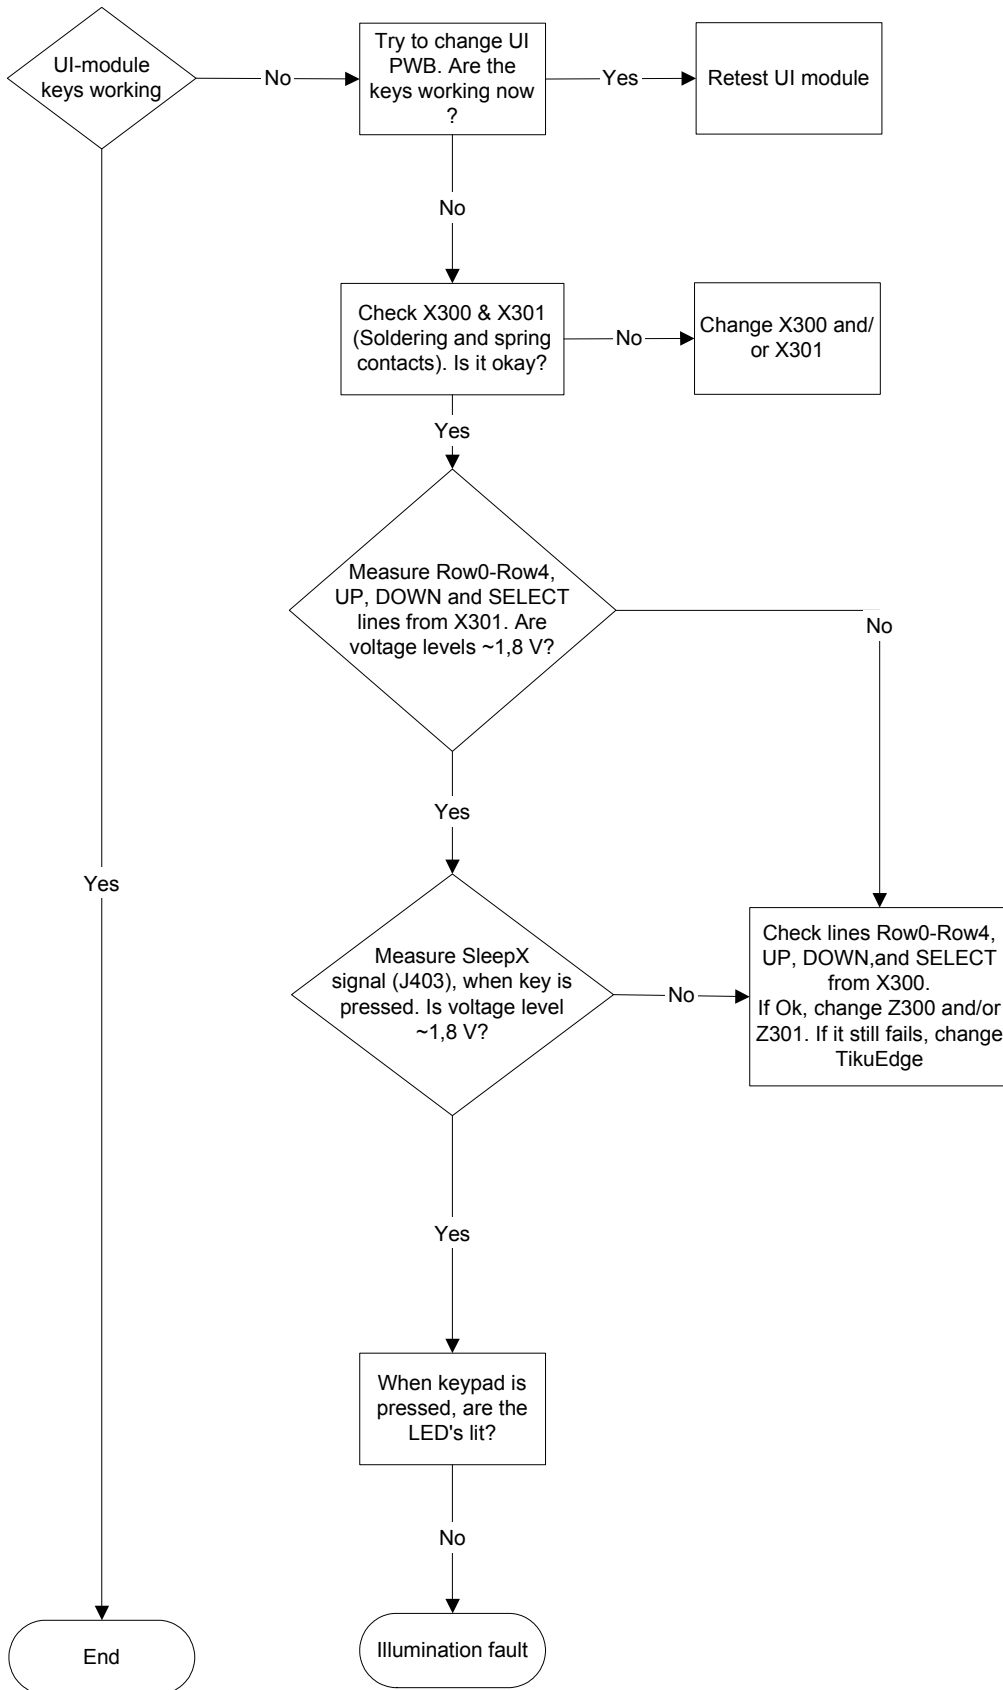 UI-module
keys working
No
Try to change UI
PWB. Are the
keys working now
?
Yes
Retest UI module
No
Check X300 & X301
(Soldering and spring
contacts). Is it okay?
No
Change X300 and/
or X301
Yes
Measure Row0-Row4,
UP, DOWN and SELECT
lines from X301. Are
voltage levels ~1,8 V?
No
Yes
Yes
Measure SleepX
signal (J403), when key is
pressed. Is voltage level
~1,8 V?
No
Check lines Row0-Row4,
UP, DOWN,and SELECT
from X300.
If Ok, change Z300 and/or
Z301. If it still fails, change
TikuEdge
Yes
When keypad is
pressed, are the
LED's lit?
No
End
Illumination fault